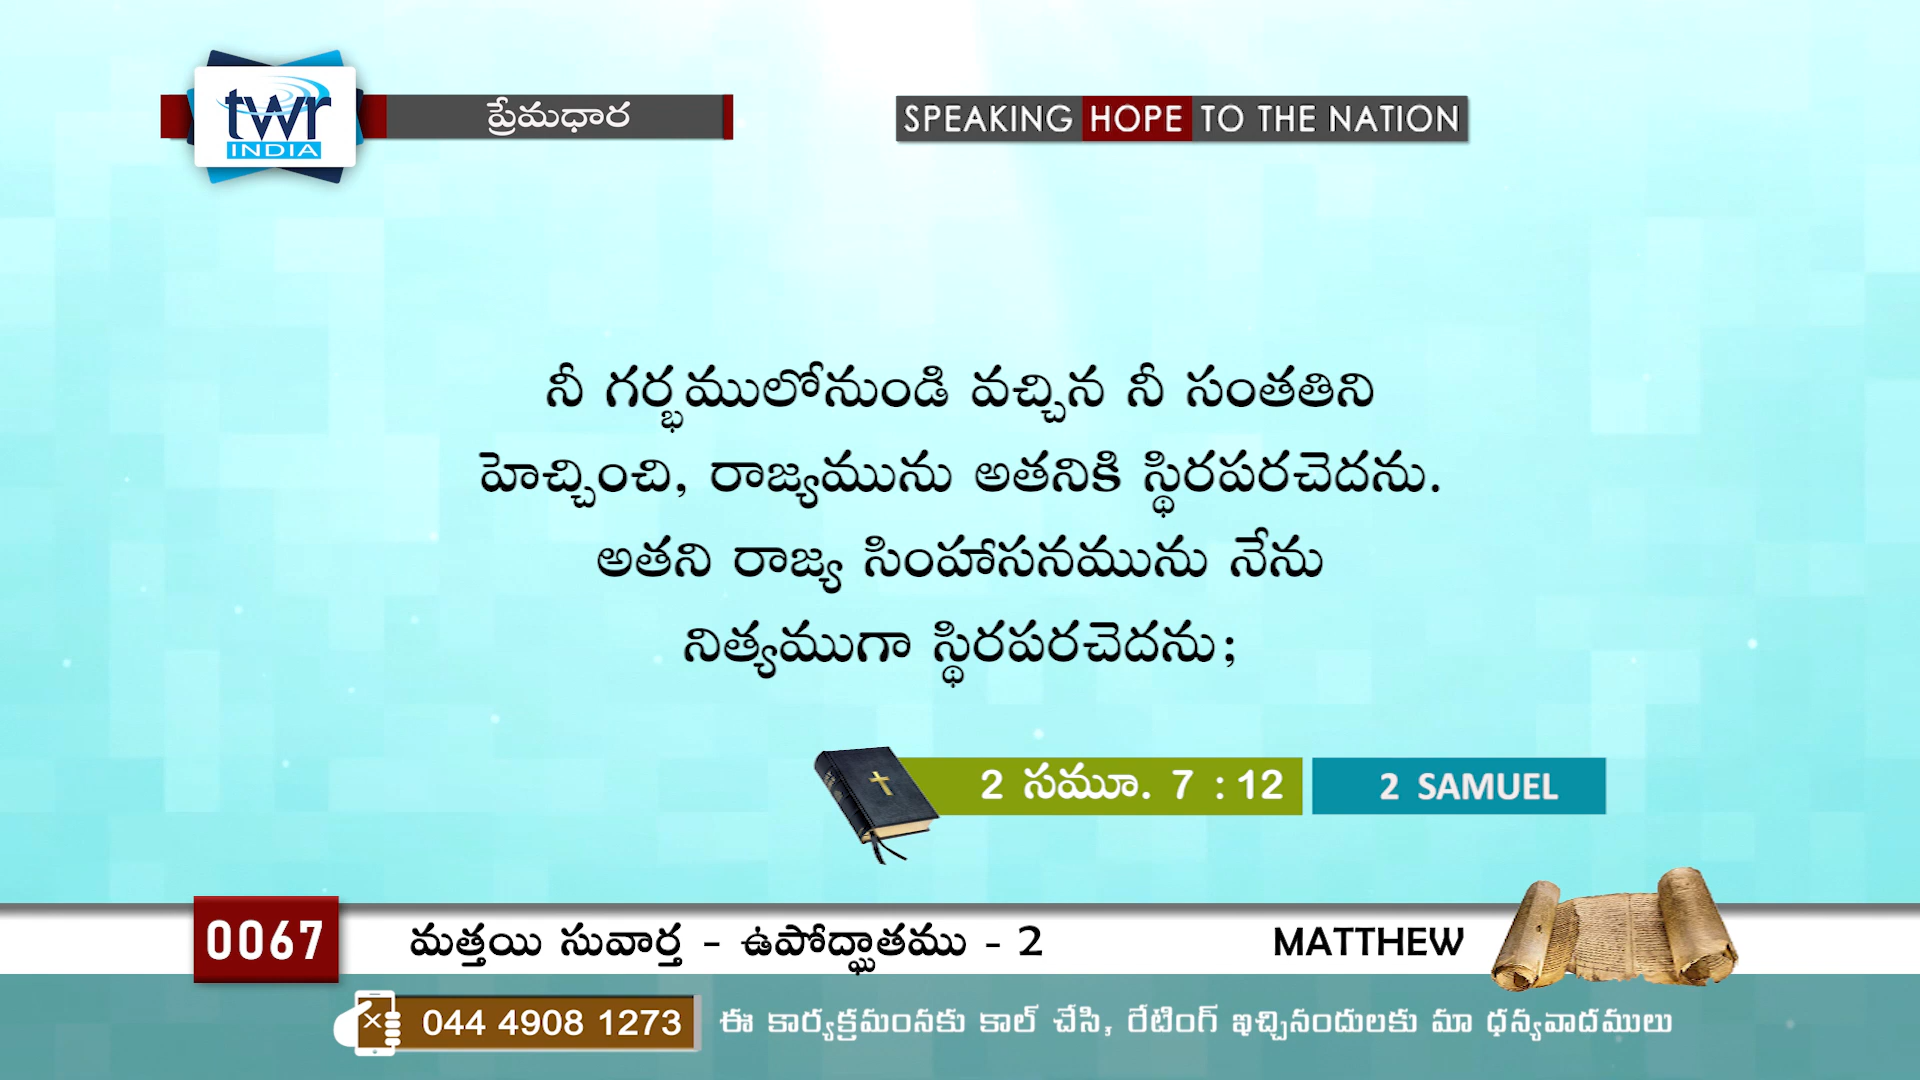 twr
INDIA
ప్రేమధార
SPEAKING HOPE TO THE NATION
నీ గర్భములోనుండి వచ్చిన నీ సంతతిని
హెచ్చించి, రాజ్యమును అతనికి స్థిరపరచెదను.
అతని రాజ్య సింహాసనమును నేను
నిత్యముగా స్థిరపరచెదను;
2 సమూ. 7 : 12
2 SAMUEL
0067
మత్తయి సువార్త - ఉపోద్ఘాతము - 2
MATTHEW
044 4908 1273
ఈ కార్యక్రమంనకు కాల్ చేసి, రేటింగ్ ఇచ్చినందులకు మా ధన్యవాదములు